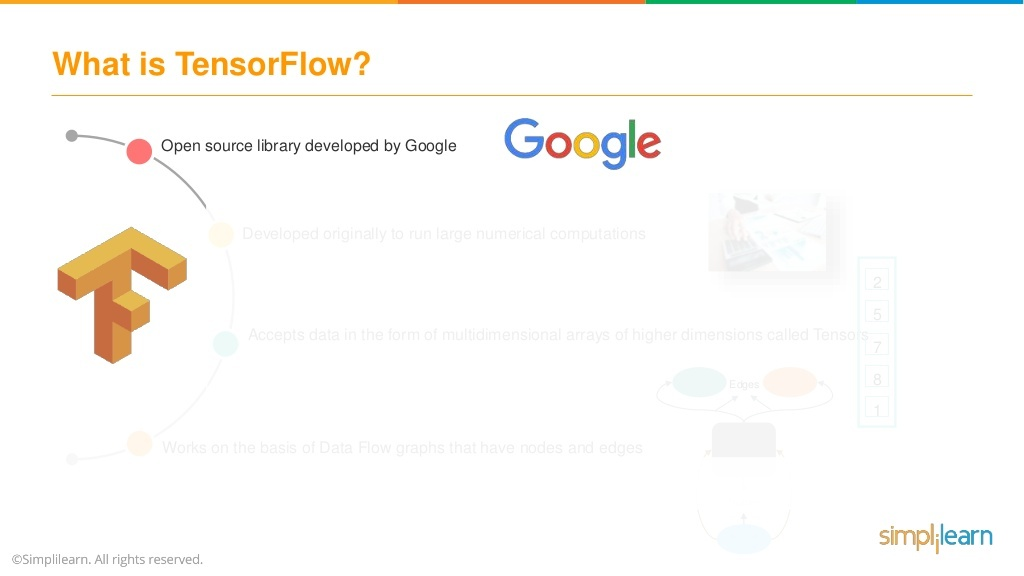 What is TensorFlow?
Open source library developed by Google
Google
Developed originally to run large numerical computations
2
5
Accepts data in the form of multidimensional arrays of higher dimensions called Tensors
7
8
Edges
1
Works on the basis of Data Flow graphs that have nodes and edges
simplilearn
©Simplilearn. All rights reserved.